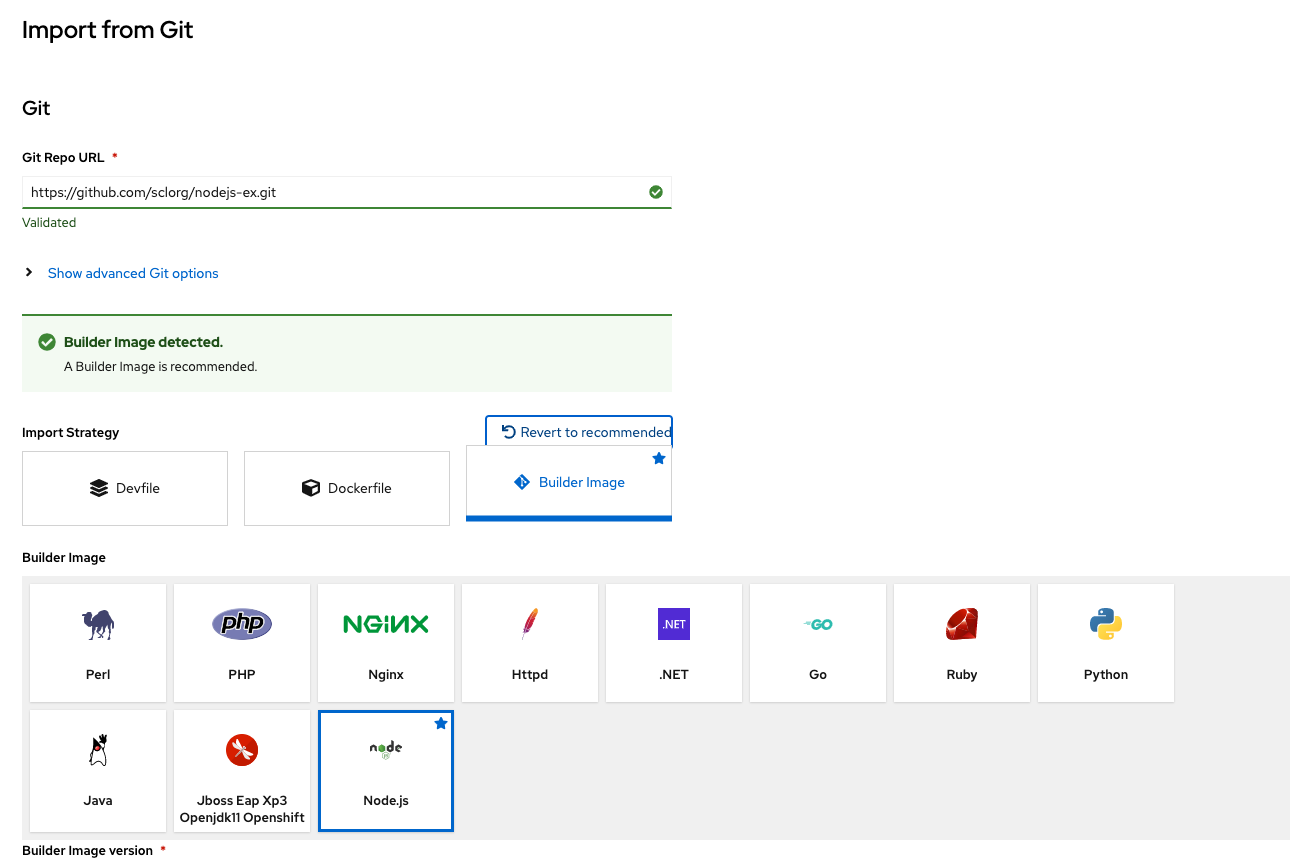 Import from Git
Git
Git Repo URL *
https://github.com/sclorg/nodejs-ex.git
Validated
Show advanced Git options
Builder Image detected.
A Builder Image is recommended.
Import Strategy
Revert to recommended
Devfile
Dockerfile
Builder Image
Builder Image
php
NGINX
.NET
GO
Perl
PHP
Nginx
Httpd
.NET
Go
Ruby
Python
node
JS
Java
Jboss Eap Xp3
Openjdk11 Openshift
Node.js
Builder Image version *